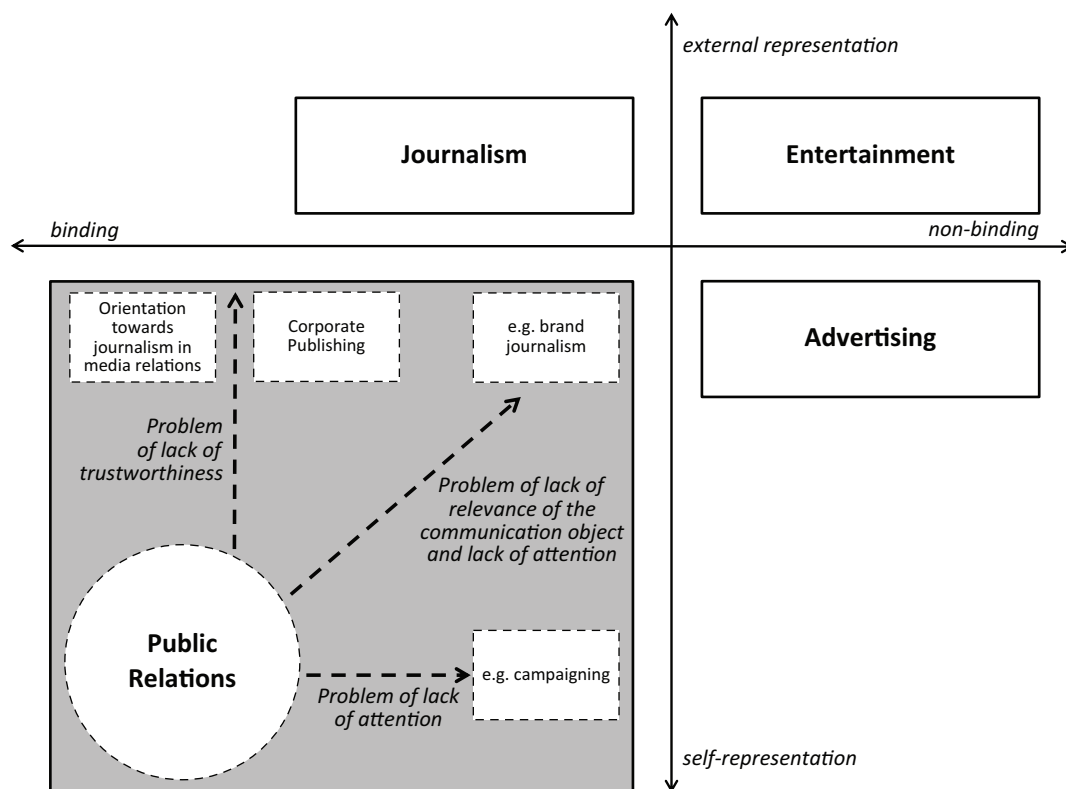 external representation
Journalism
Entertainment
binding
non-binding
Orientation
towards
journalism in
media relations
Corporate
Publishing
e.g. brand
journalism
Advertising
Problem
of lack of
trustworthiness
Problem of lack of
relevance of the
communication object
and lack of attention
Public
Relations
e.g. campaigning
Problem of lack
of attention
self-representation